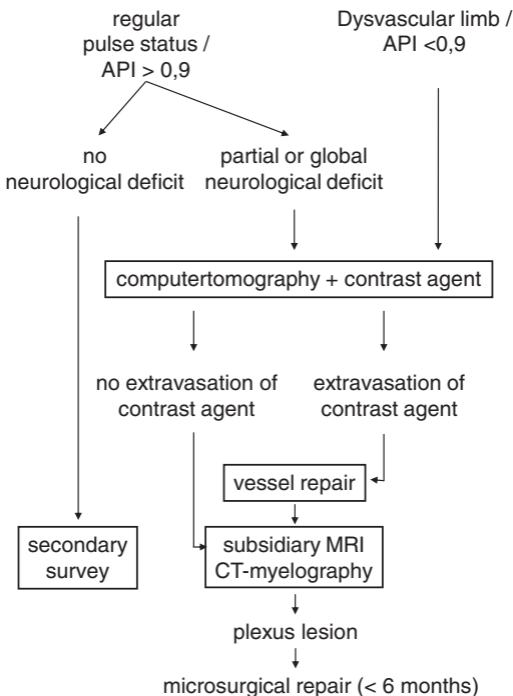 regular
pulse status /
API > 0,9
Dysvascular limb /
API <0,9
no
neurological deficit
partial or global
neurological deficit
computertomography + contrast agent
no extravasation of
contrast agent
extravasation of
contrast agent
vessel repair
secondary
survey
subsidiary MRI
CT-myelography
plexus lesion
microsurgical repair (< 6 months)